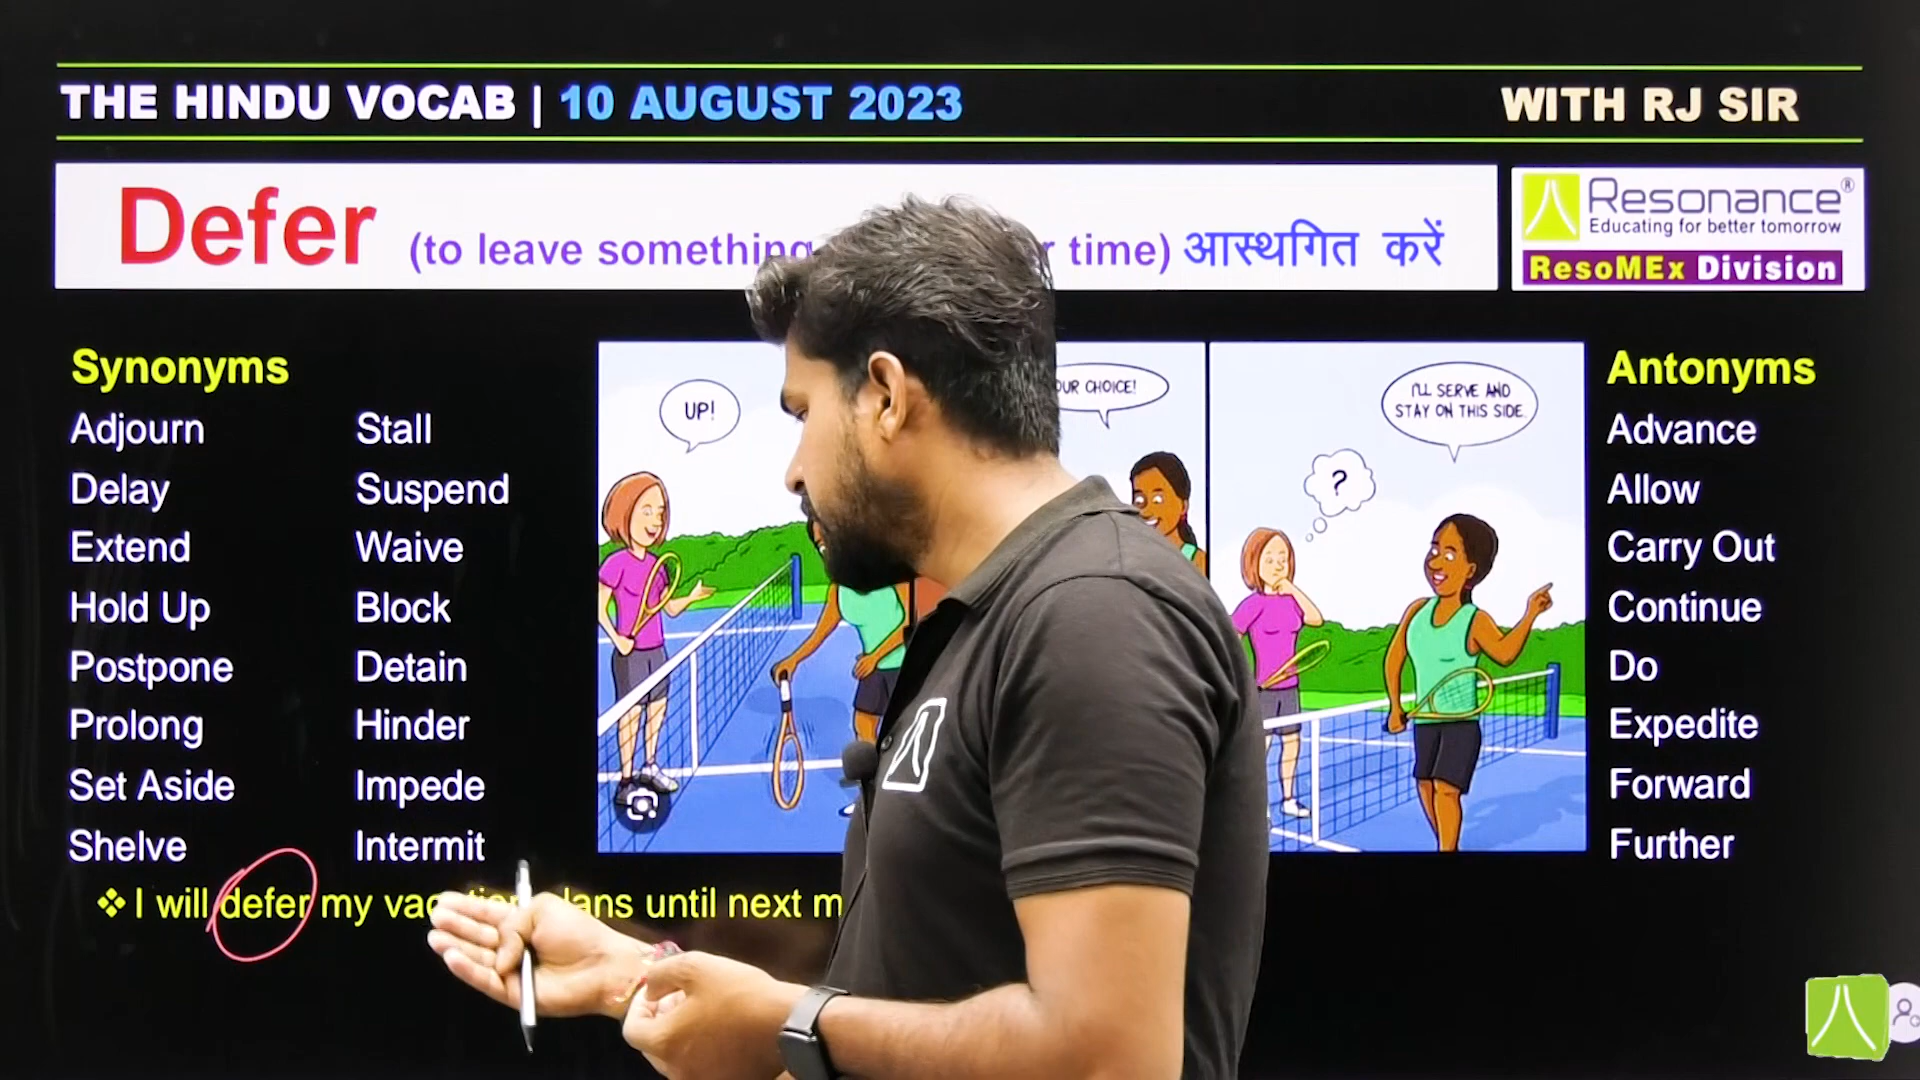 THE HINDU VOCAB | 10 AUGUST 2023
WITH RJ SIR
Defer (to leave something time) आस्थगित करें
Resonance®
Educating for better tomorrow
ResoMEx Division
Synonyms
Adjourn Stall
Delay Suspend
Extend Waive
Hold Up Block
Postpone Detain
Prolong Hinder
Set Aside Impede
Shelve Intermit
UP!
CHOICE!
I'LL SERVE AND
STAY ON THIS SIDE.
?
Antonyms
Advance
Allow
Carry Out
Continue
Do
Expedite
Forward
Further
❖ I will defer my until next